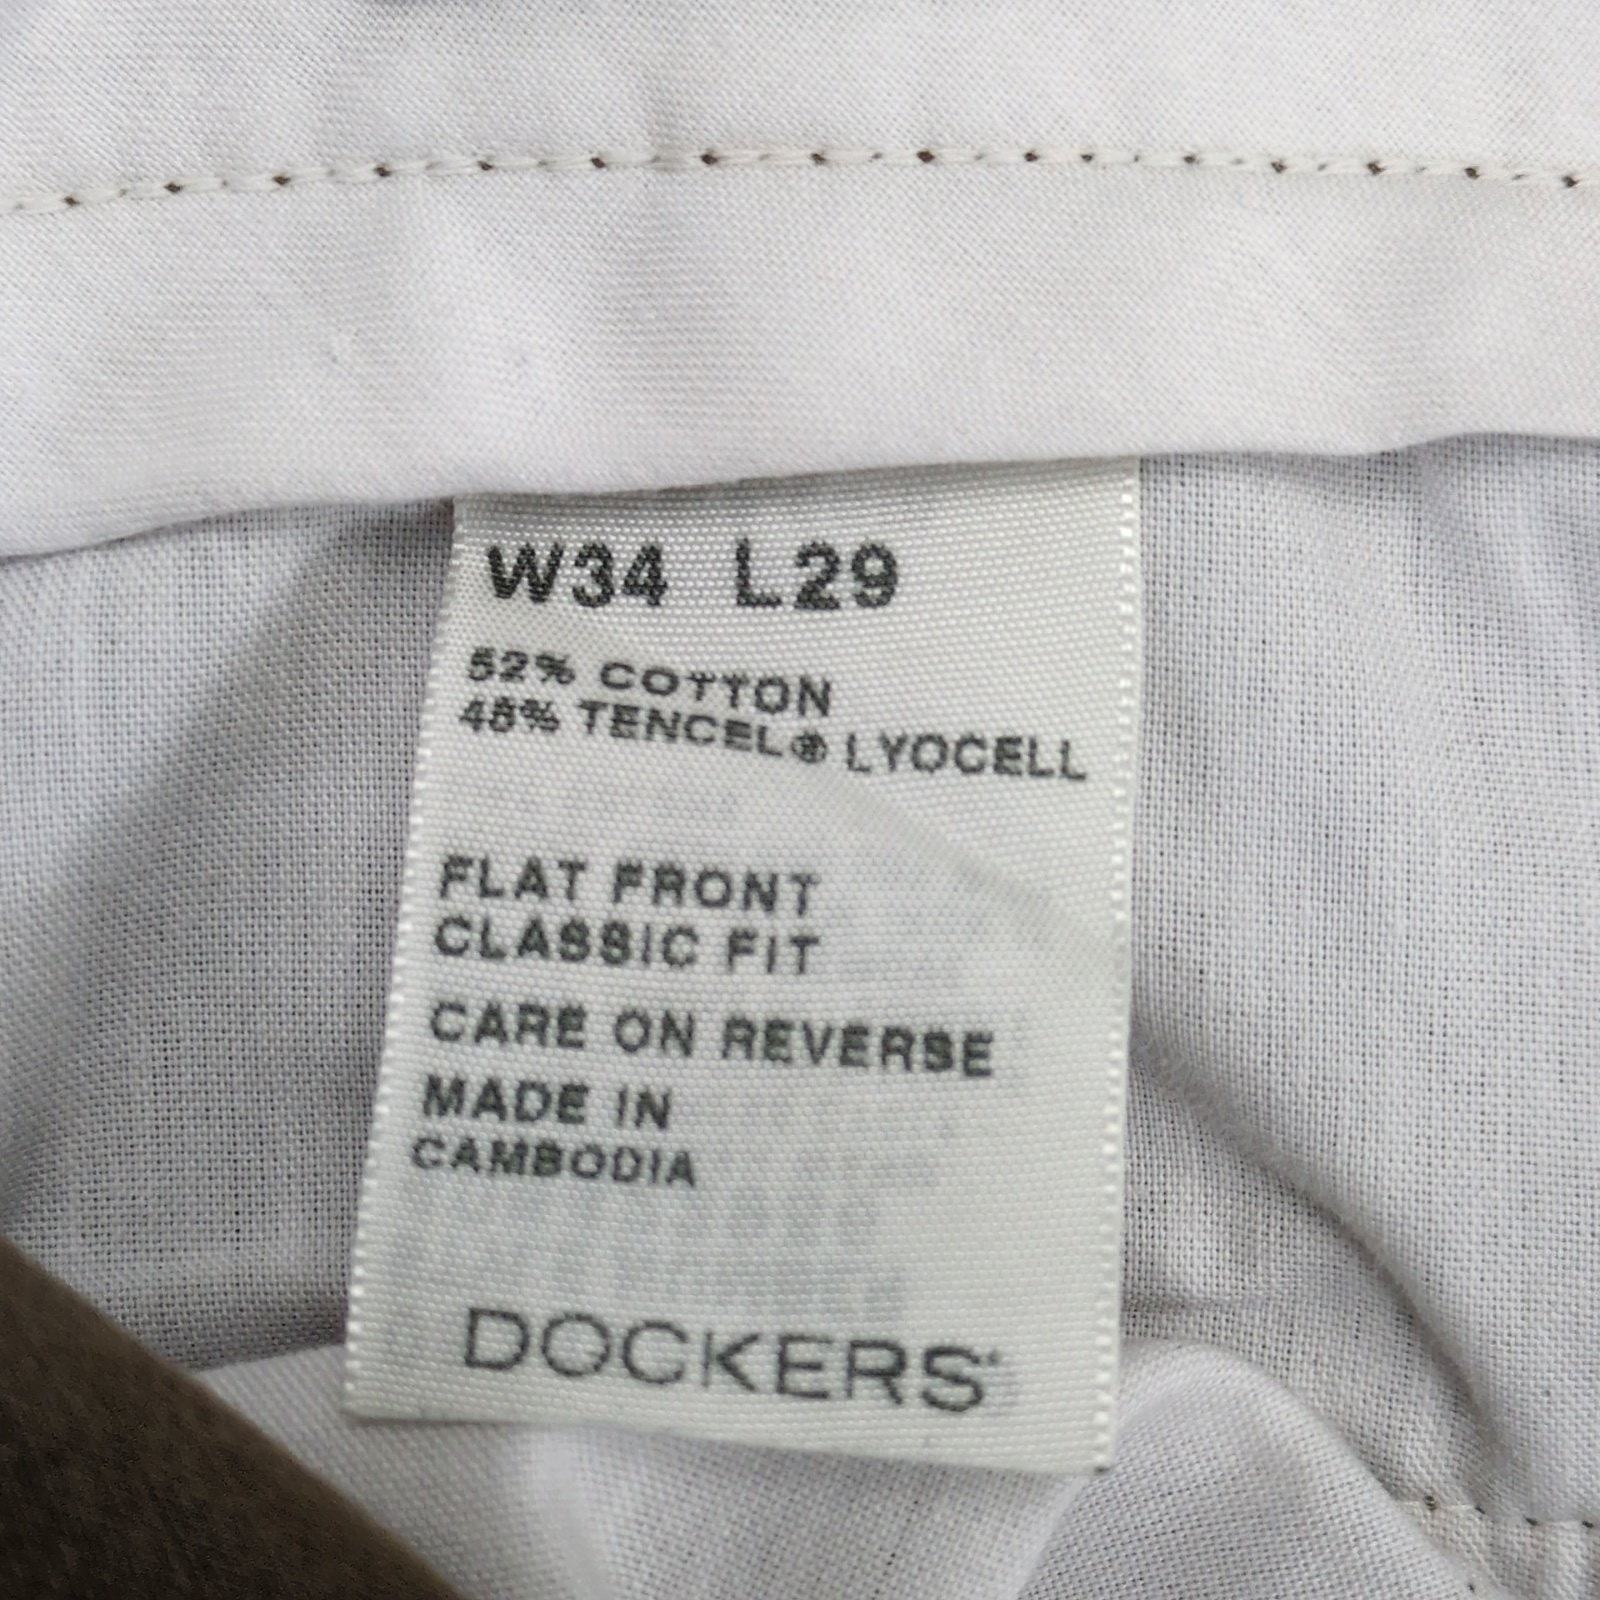 W34 L29
52% COTTON
48% TENCEL® LYOCELL
FLAT FRONT
CLASSIC FIT
CARE ON REVERSE
MADE IN
CAMBODIA
DOCKERS®